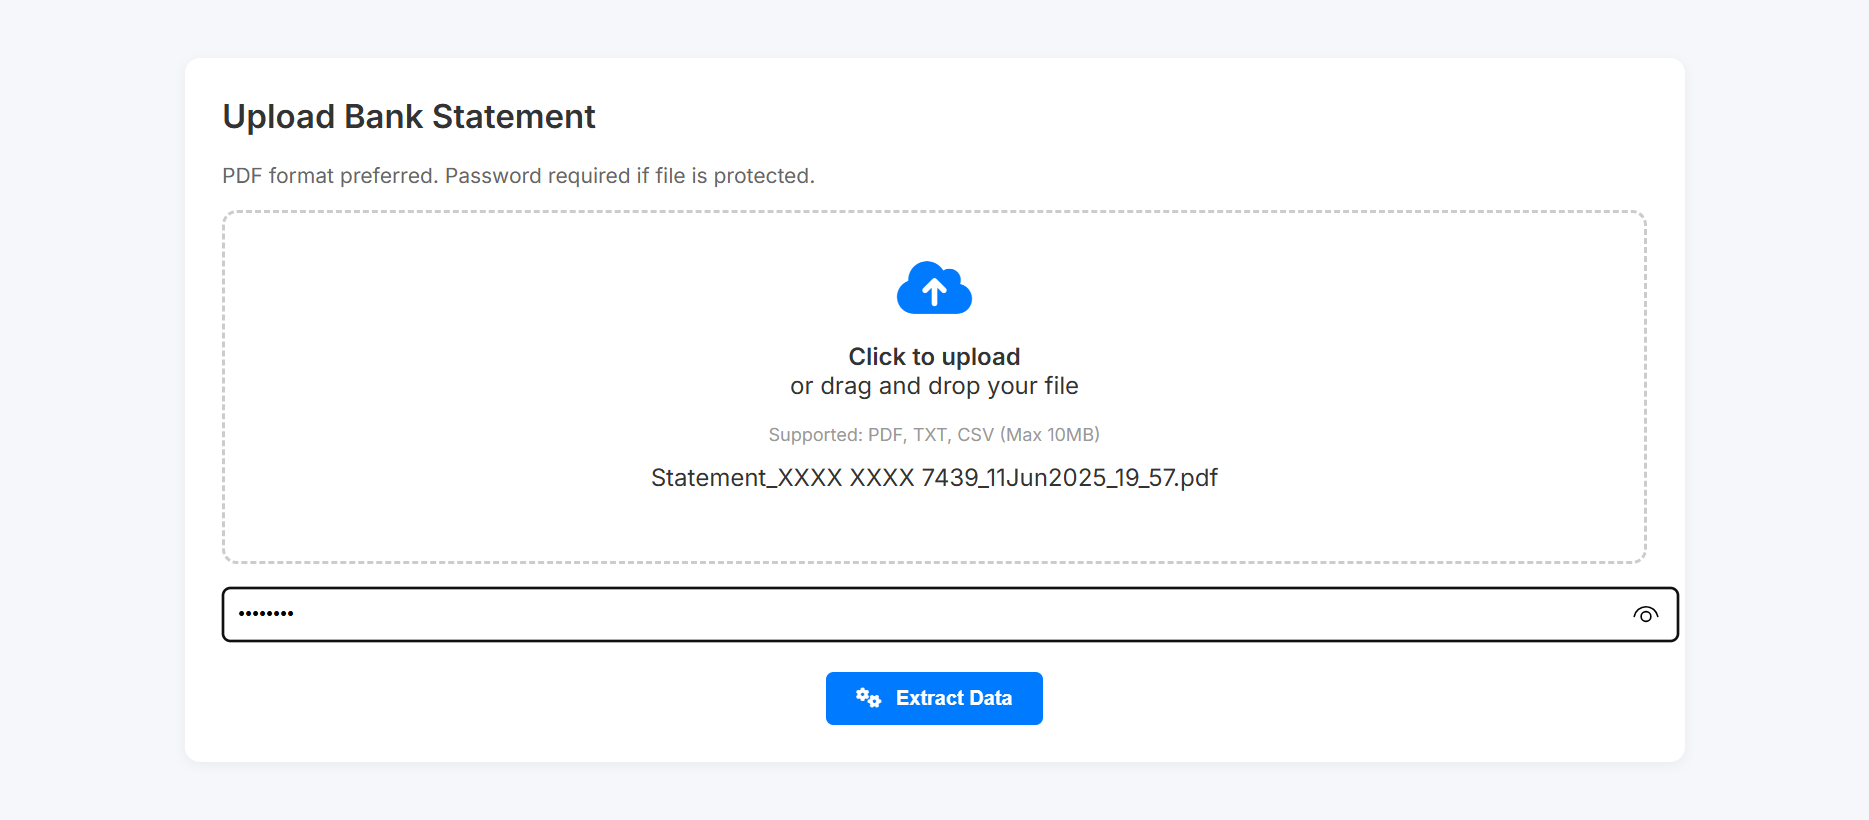 Upload Bank Statement
PDF format preferred. Password required if file is protected.
Click to upload
or drag and drop your file
Supported: PDF, TXT, CSV (Max 10MB)
Statement_XXXX XXXX 7439_11Jun2025_19_57.pdf
••••••••
Extract Data